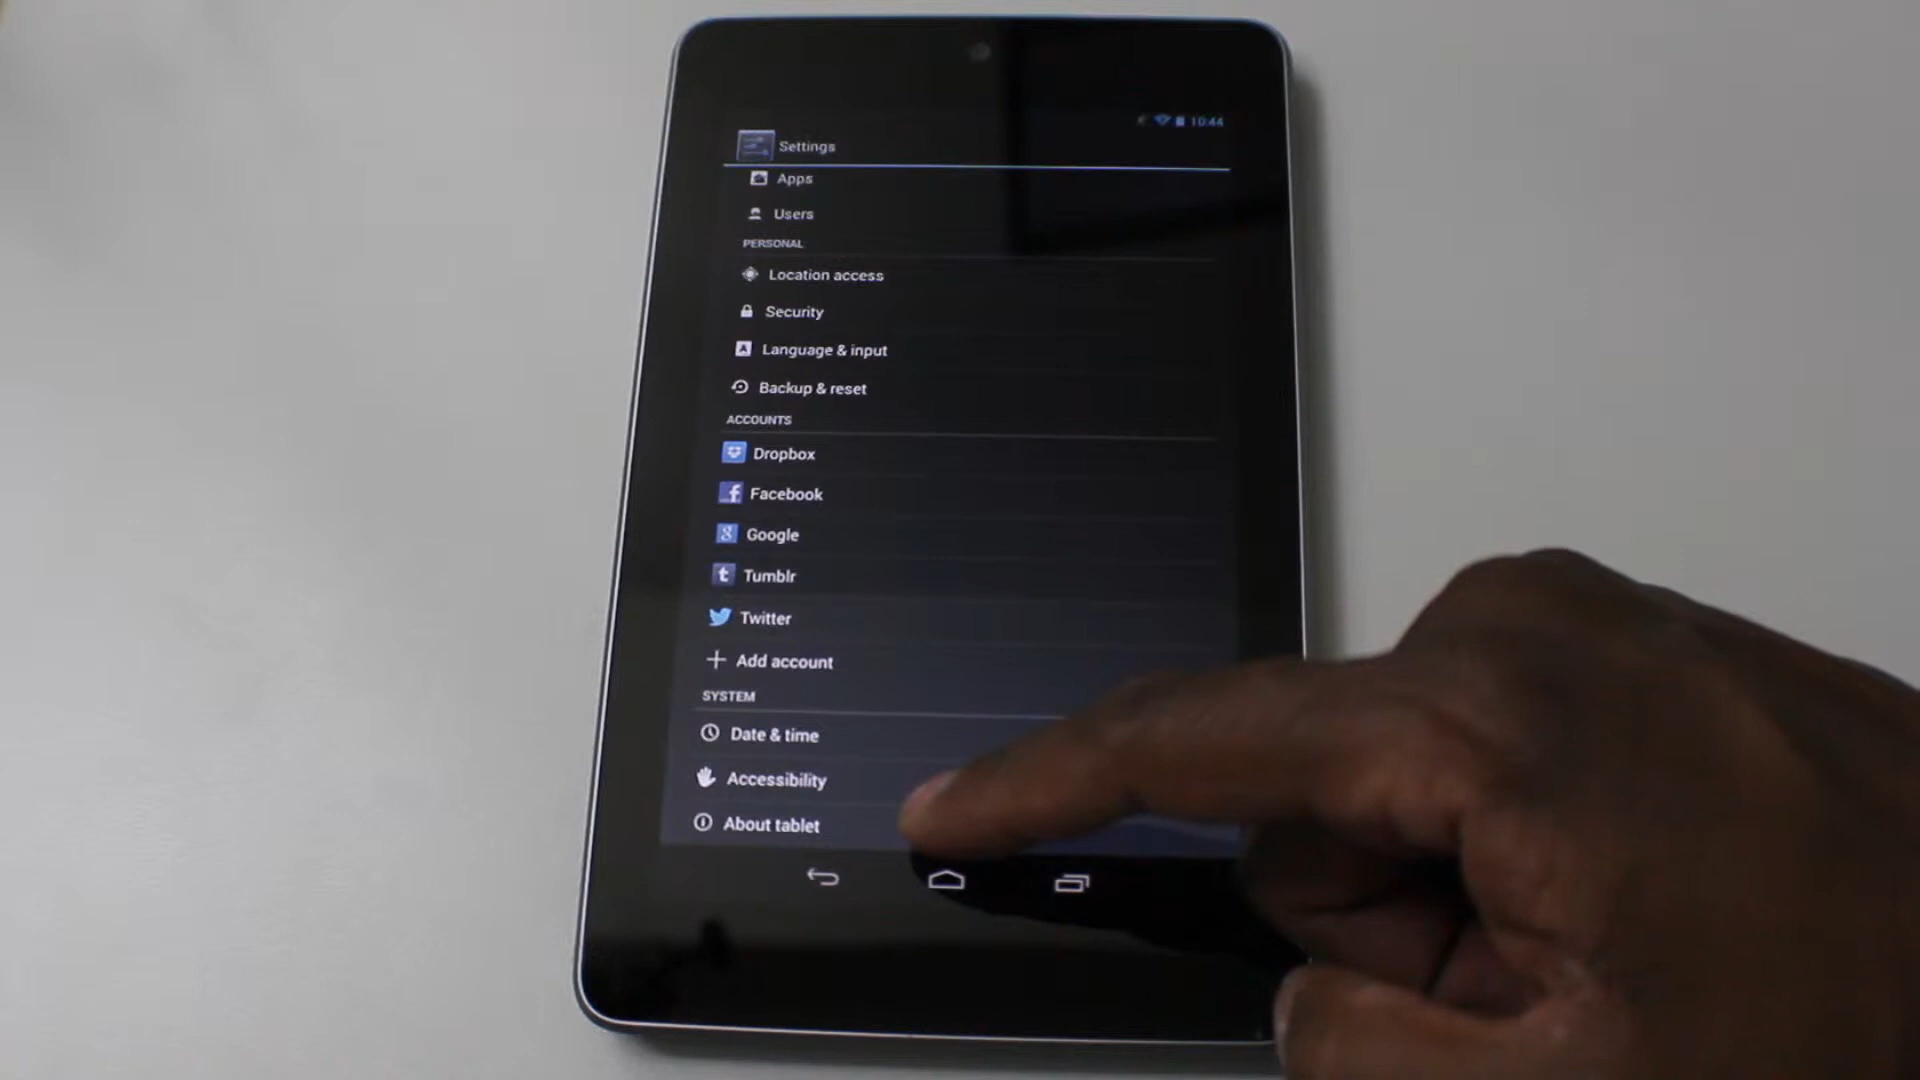 10:44
Settings
Apps
Users
PERSONAL
Location access
Security
Language & input
Backup & reset
ACCOUNTS
Dropbox
Facebook
Google
Tumblr
Twitter
Add account
SYSTEM
Date & time
Accessibility
About tablet